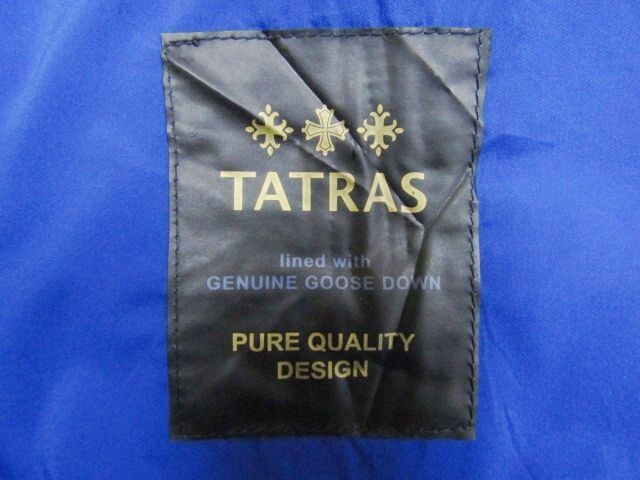 TATRAS
lined with
GENUINE GOOSE DOWN
PURE QUALITY
DESIGN